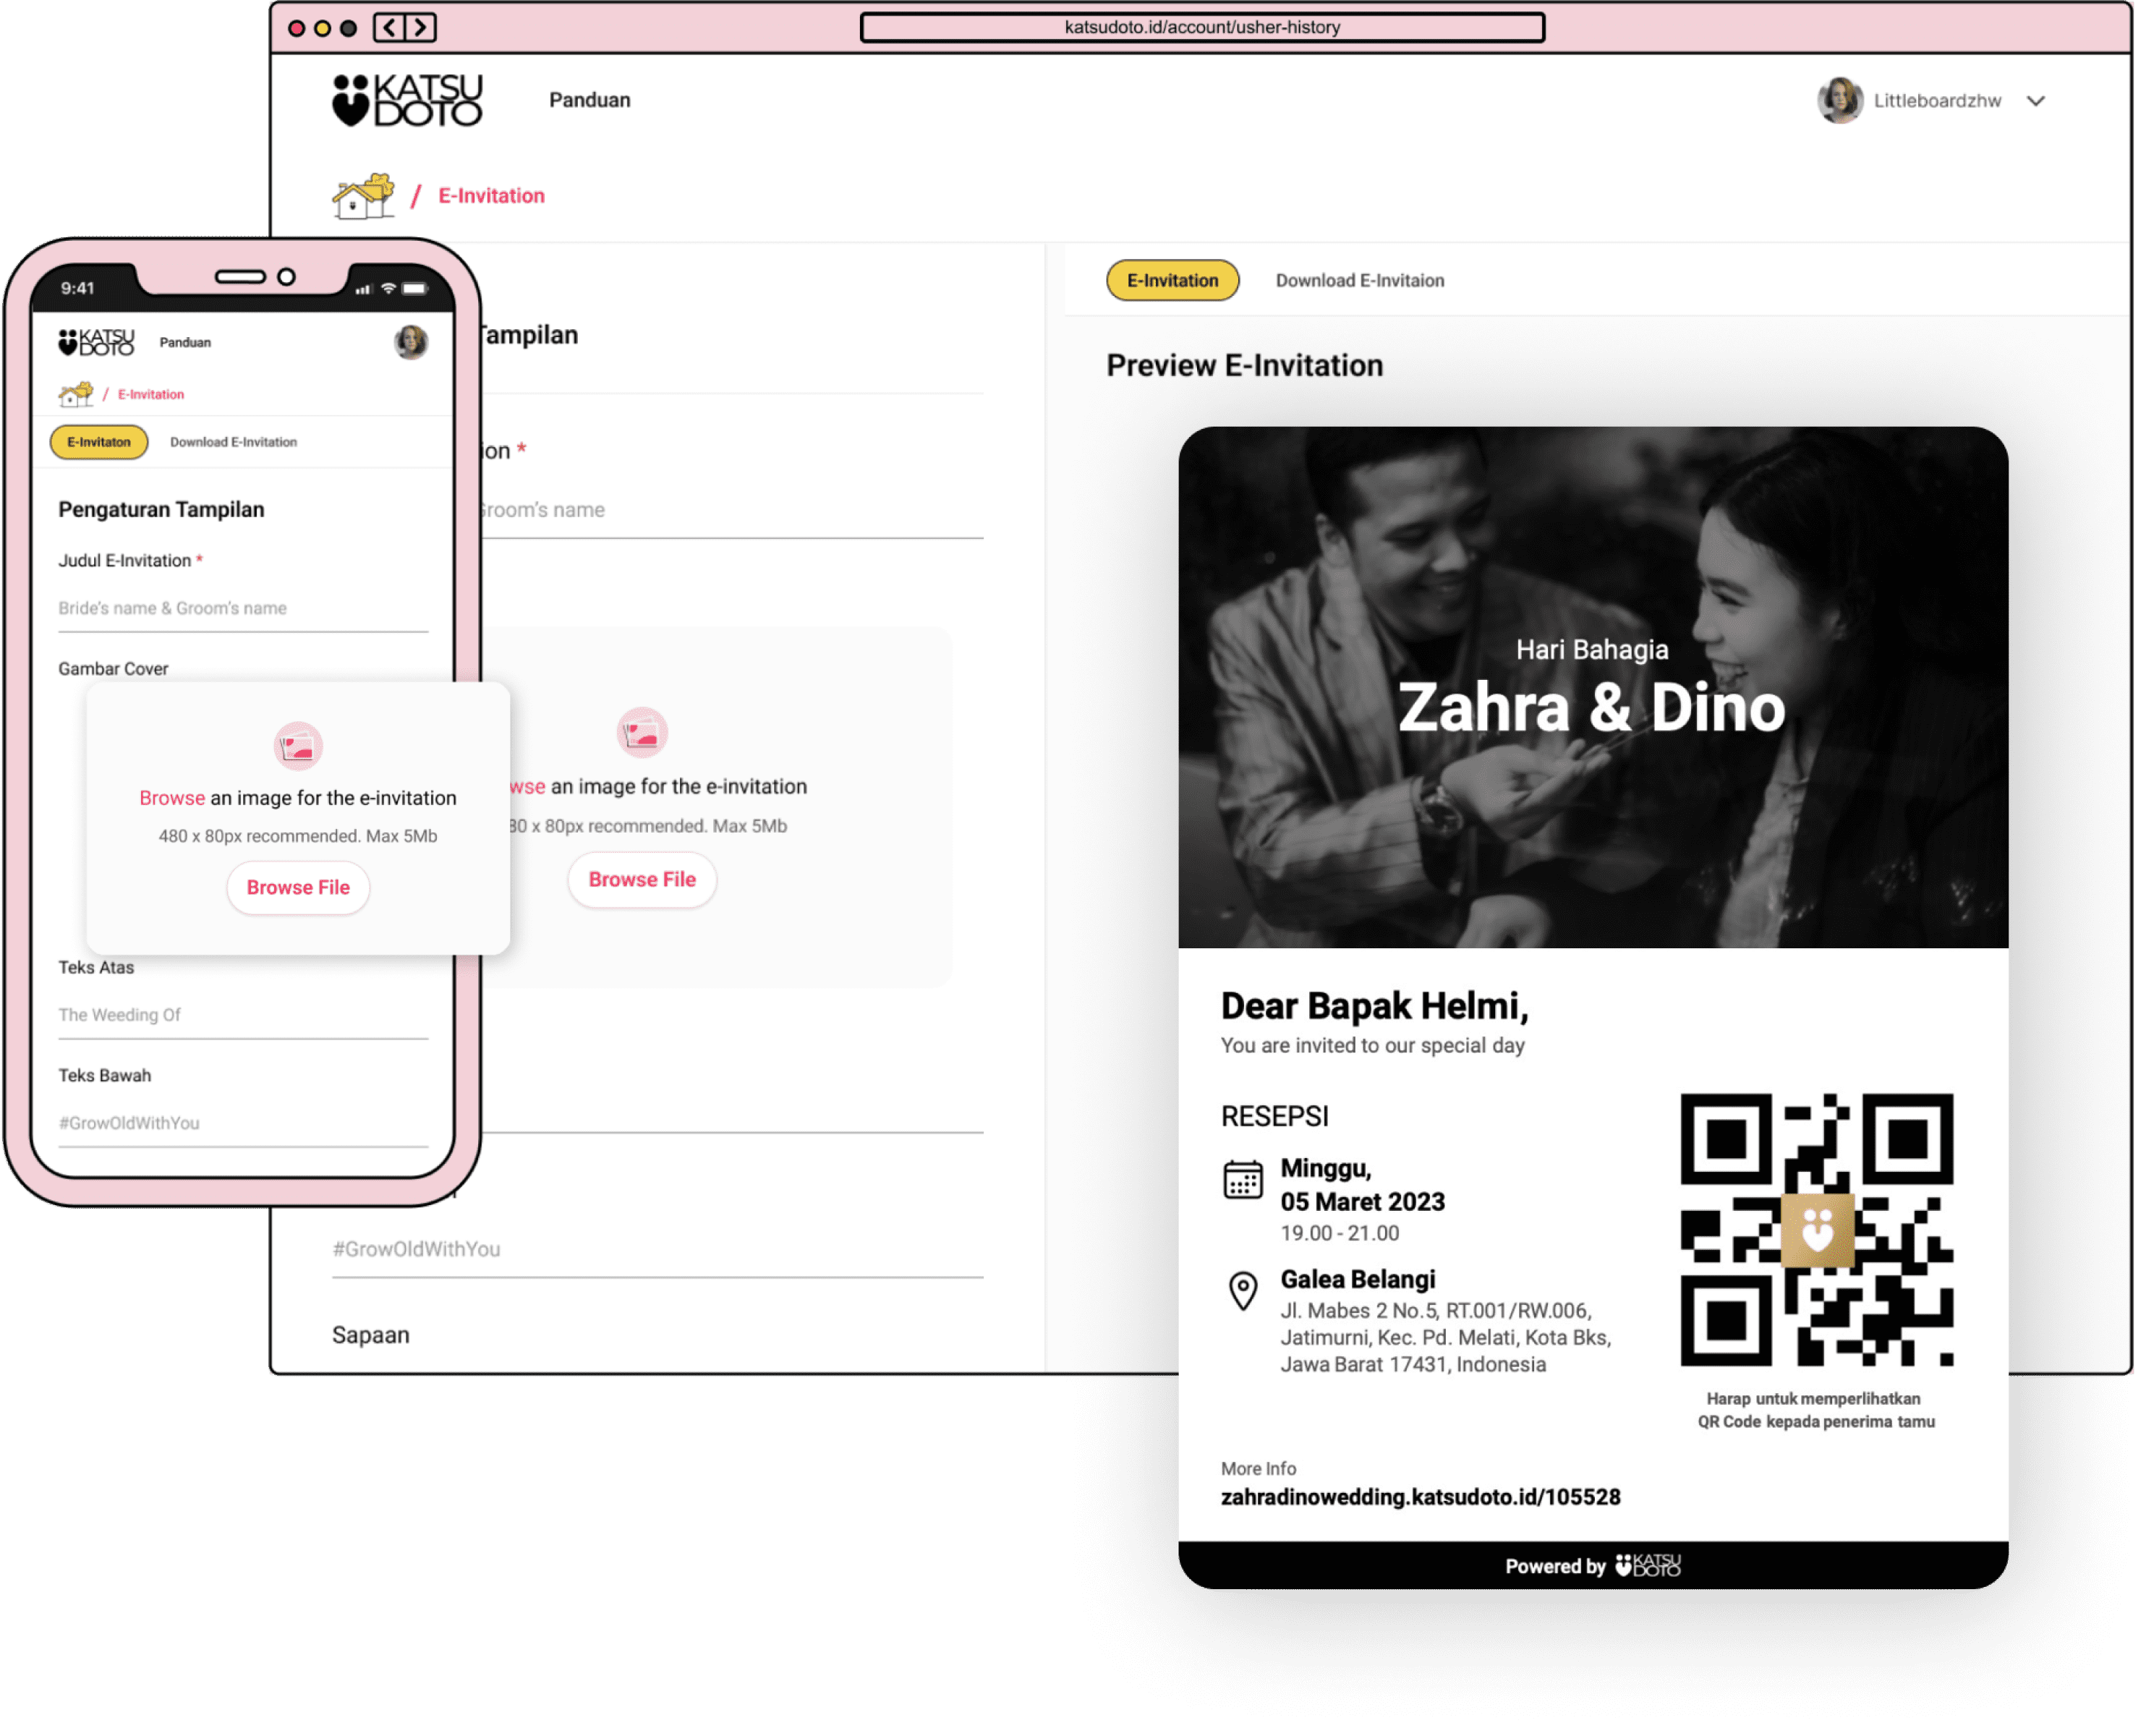 katsudoto.id/account/usher-history
KATSU
DOTO
Panduan
Littleboardzhw
/ E-Invitation
9:41
KATSU
DOTO
Panduan
/ E-Invitation
E-Invitaton
Download E-Invitation
Pengaturan Tampilan
Judul E-Invitation *
Bride's name & Groom's name
Gambar Cover
Browse an image for the e-invitation
480 x 80px recommended. Max 5Mb
Browse File
Teks Atas
The Weeding Of
Teks Bawah
#GrowOldWithYou
Tampilan
ion *
Groom's name
wse an image for the e-invitation
80 x 80px recommended. Max 5Mb
Browse File
#GrowOldWithYou
Sapaan
E-Invitation
Download E-Invitaion
Preview E-Invitation
Hari Bahagia
Zahra & Dino
Dear Bapak Helmi,
You are invited to our special day
RESEPSI
Minggu,
05 Maret 2023
19.00 - 21.00
Galea Belangi
Jl. Mabes 2 No.5, RT.001/RW.006,
Jatimurni, Kec. Pd. Melati, Kota Bks,
Jawa Barat 17431, Indonesia
Harap untuk memperlihatkan
QR Code kepada penerima tamu
More Info
zahradinowedding.katsudoto.id/105528
Powered by KATSU
DOTO